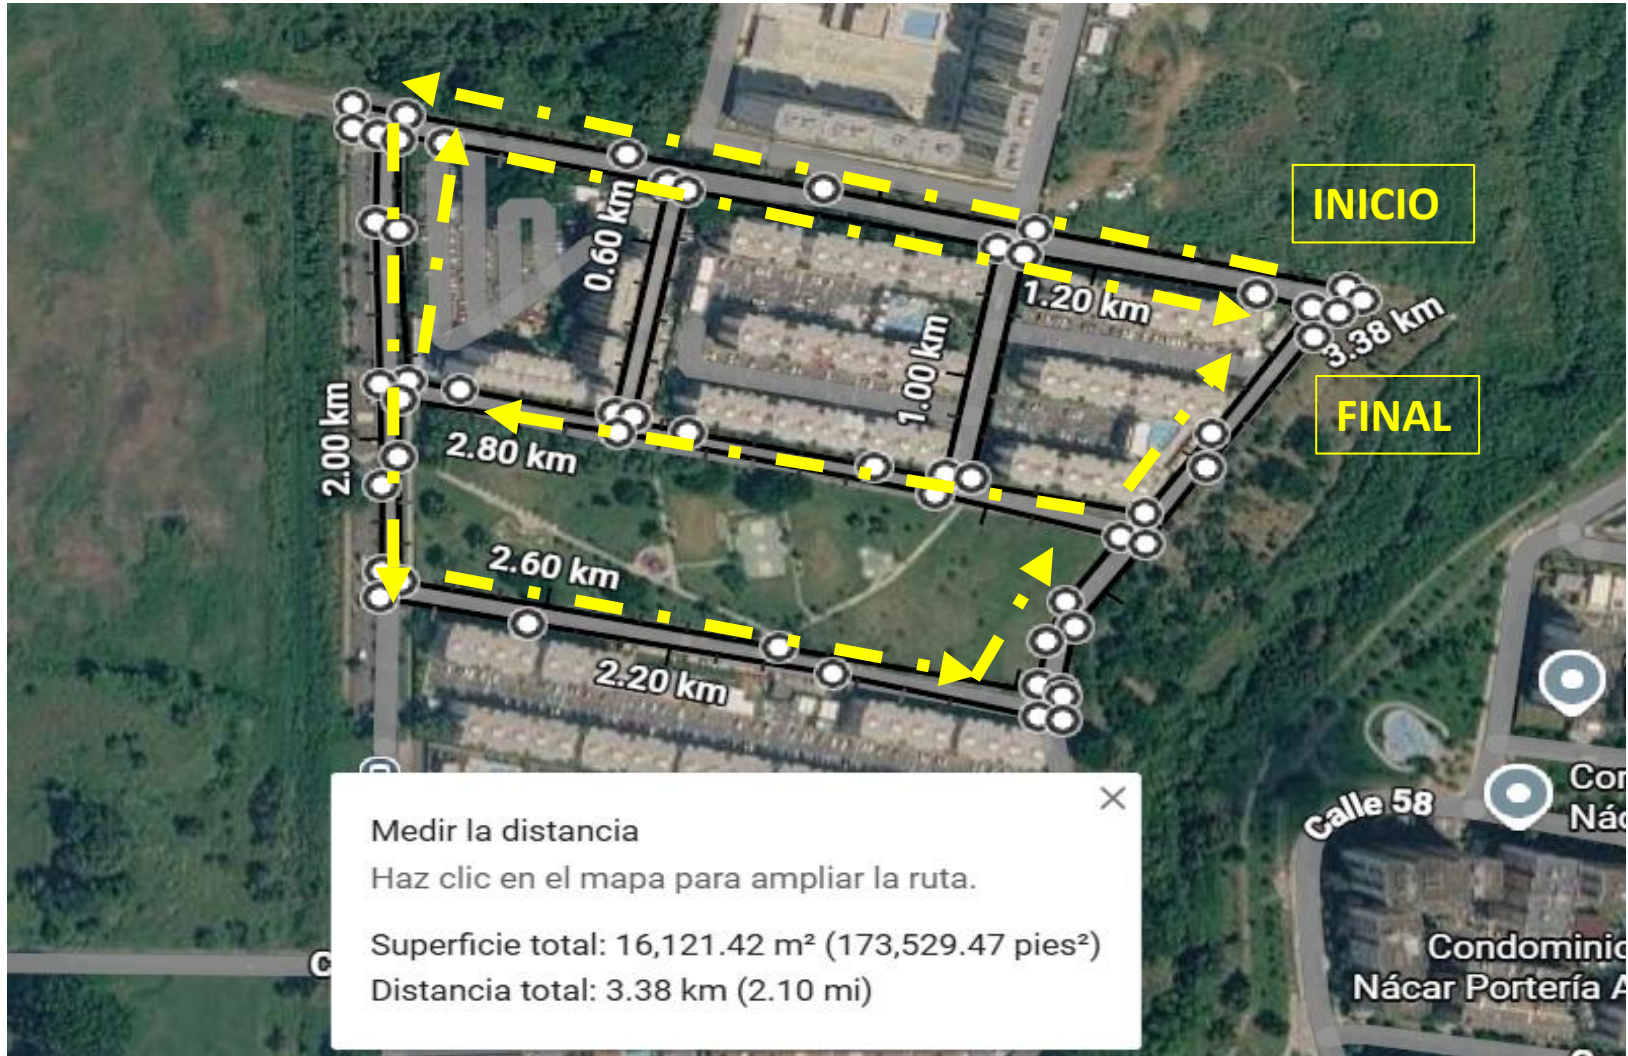 INICIO
0.60 km
1.20 km
3.38 km
1.00 km
FINAL
2.00 km
2.80 km
2.60 km
2.20 km
Calle 58
Medir la distancia
Haz clic en el mapa para ampliar la ruta.
Superficie total: 16,121.42 m² (173,529.47 pies²)
Distancia total: 3.38 km (2.10 mi)
Con
Nác
C
Condominio
Nácar Portería A